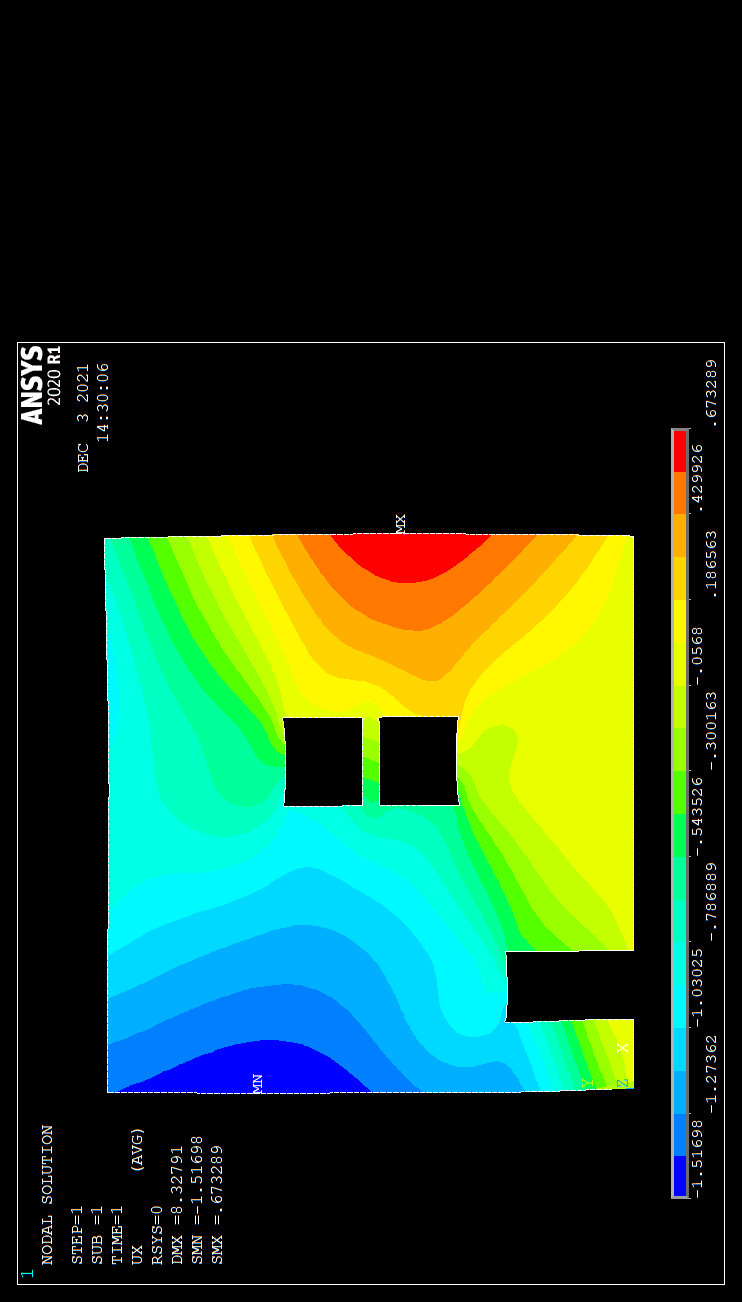 1
NODAL SOLUTION
STEP=1
SUB =1
TIME=1
UX (AVG)
RSYS=0
DMX =8.32791
SMN =-1.51698
SMX =.673289
ANSYS
2020 R1
DEC 3 2021
14:30:06
MN
MX
Y
Z X
-1.51698
-1.27362
-1.03025
-.786889
-.543526
-.300163
-.0568
.186563
.429926
.673289